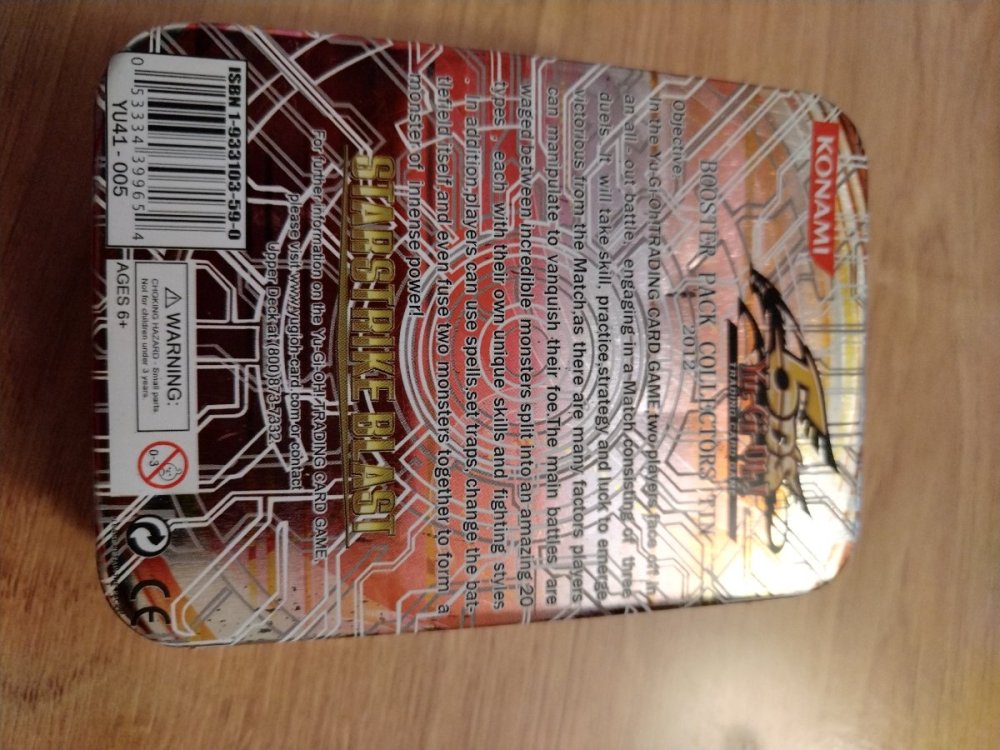 KONAMI
5D's
YU-GI-OH!
BOOSTER PACK COLLECTORS TIN
2012
Objective:
In the Yu-Gi-Oh!TRADING CARD GAME,two players face off in
an all - out battle, engaging in a Match consisting of three
duels. It will take skill, practice,strategy and luck to emerge
victorious from the Match,as there are many factors players
can manipulate to vanquish their foe.The main battles are
waged between incredible monsters split into an amazing 20
types , each with their own unique skills and fighting styles.
In addition,players can use spells,set traps, change the bat-
tlefield itself,and even fuse two monsters together to form a
monster of immense power!
STARSTRIKE BLAST
For further information on the YU-GI-OH! TRADING CARD GAME,
please visit www.yugioh-card.com or contact
Upper Deck at (800)873-7332.
ISBN 1-933103-59-0
0 53334 39965 4
YU41 - 005
WARNING:
CHOKING HAZARD - Small parts.
Not for children under 3 years.
AGES 6+
0-3
CE